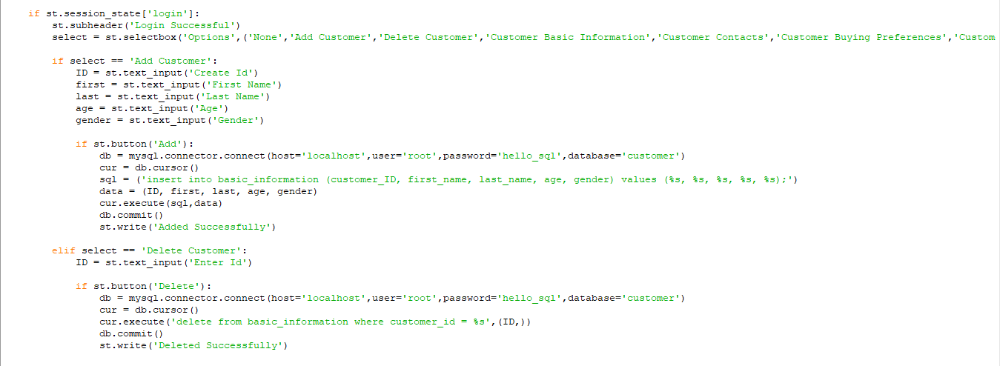 if st.session_state['login']:
st.subheader('Login Successful')
select = st.selectbox('Options',('None','Add Customer','Delete Customer','Customer Basic Information','Customer Contacts','Customer Buying Preferences','Custom
if select == 'Add Customer':
ID = st.text_input('Create Id')
first = st.text_input('First Name')
last = st.text_input('Last Name')
age = st.text_input('Age')
gender = st.text_input('Gender')
if st.button('Add'):
db = mysql.connector.connect(host='localhost',user='root',password='hello_sql',database='customer')
cur = db.cursor()
sql = ('insert into basic_information (customer_ID, first_name, last_name, age, gender) values (%s, %s, %s, %s, %s);')
data = (ID, first, last, age, gender)
cur.execute(sql,data)
db.commit()
st.write('Added Successfully')
elif select == 'Delete Customer':
ID = st.text_input('Enter Id')
if st.button('Delete'):
db = mysql.connector.connect(host='localhost',user='root',password='hello_sql',database='customer')
cur = db.cursor()
cur.execute('delete from basic_information where customer_id = %s',(ID,))
db.commit()
st.write('Deleted Successfully')